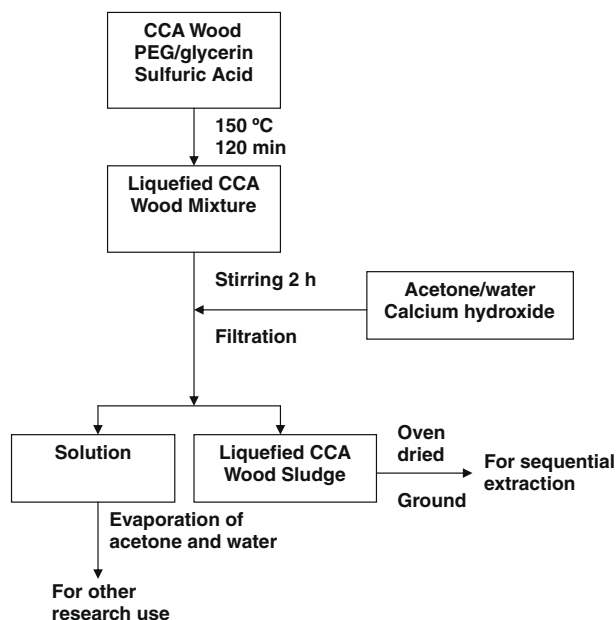 CCA Wood
PEG/glycerin
Sulfuric Acid
150 ºC
120 min
Liquefied CCA
Wood Mixture
Stirring 2 h
Acetone/water
Calcium hydroxide
Filtration
Solution
Liquefied CCA
Wood Sludge
Oven
dried
Ground
For sequential
extraction
Evaporation of
acetone and water
For other
research use